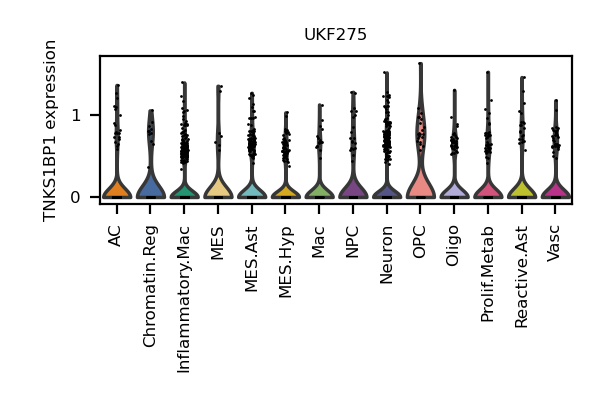 UKF275
TNKS1BP1 expression
1
0
AC
Chromatin.Reg
Inflammatory.Mac
MES
MES.Ast
MES.Hyp
Mac
NPC
Neuron
OPC
Oligo
Prolif.Metab
Reactive.Ast
Vasc